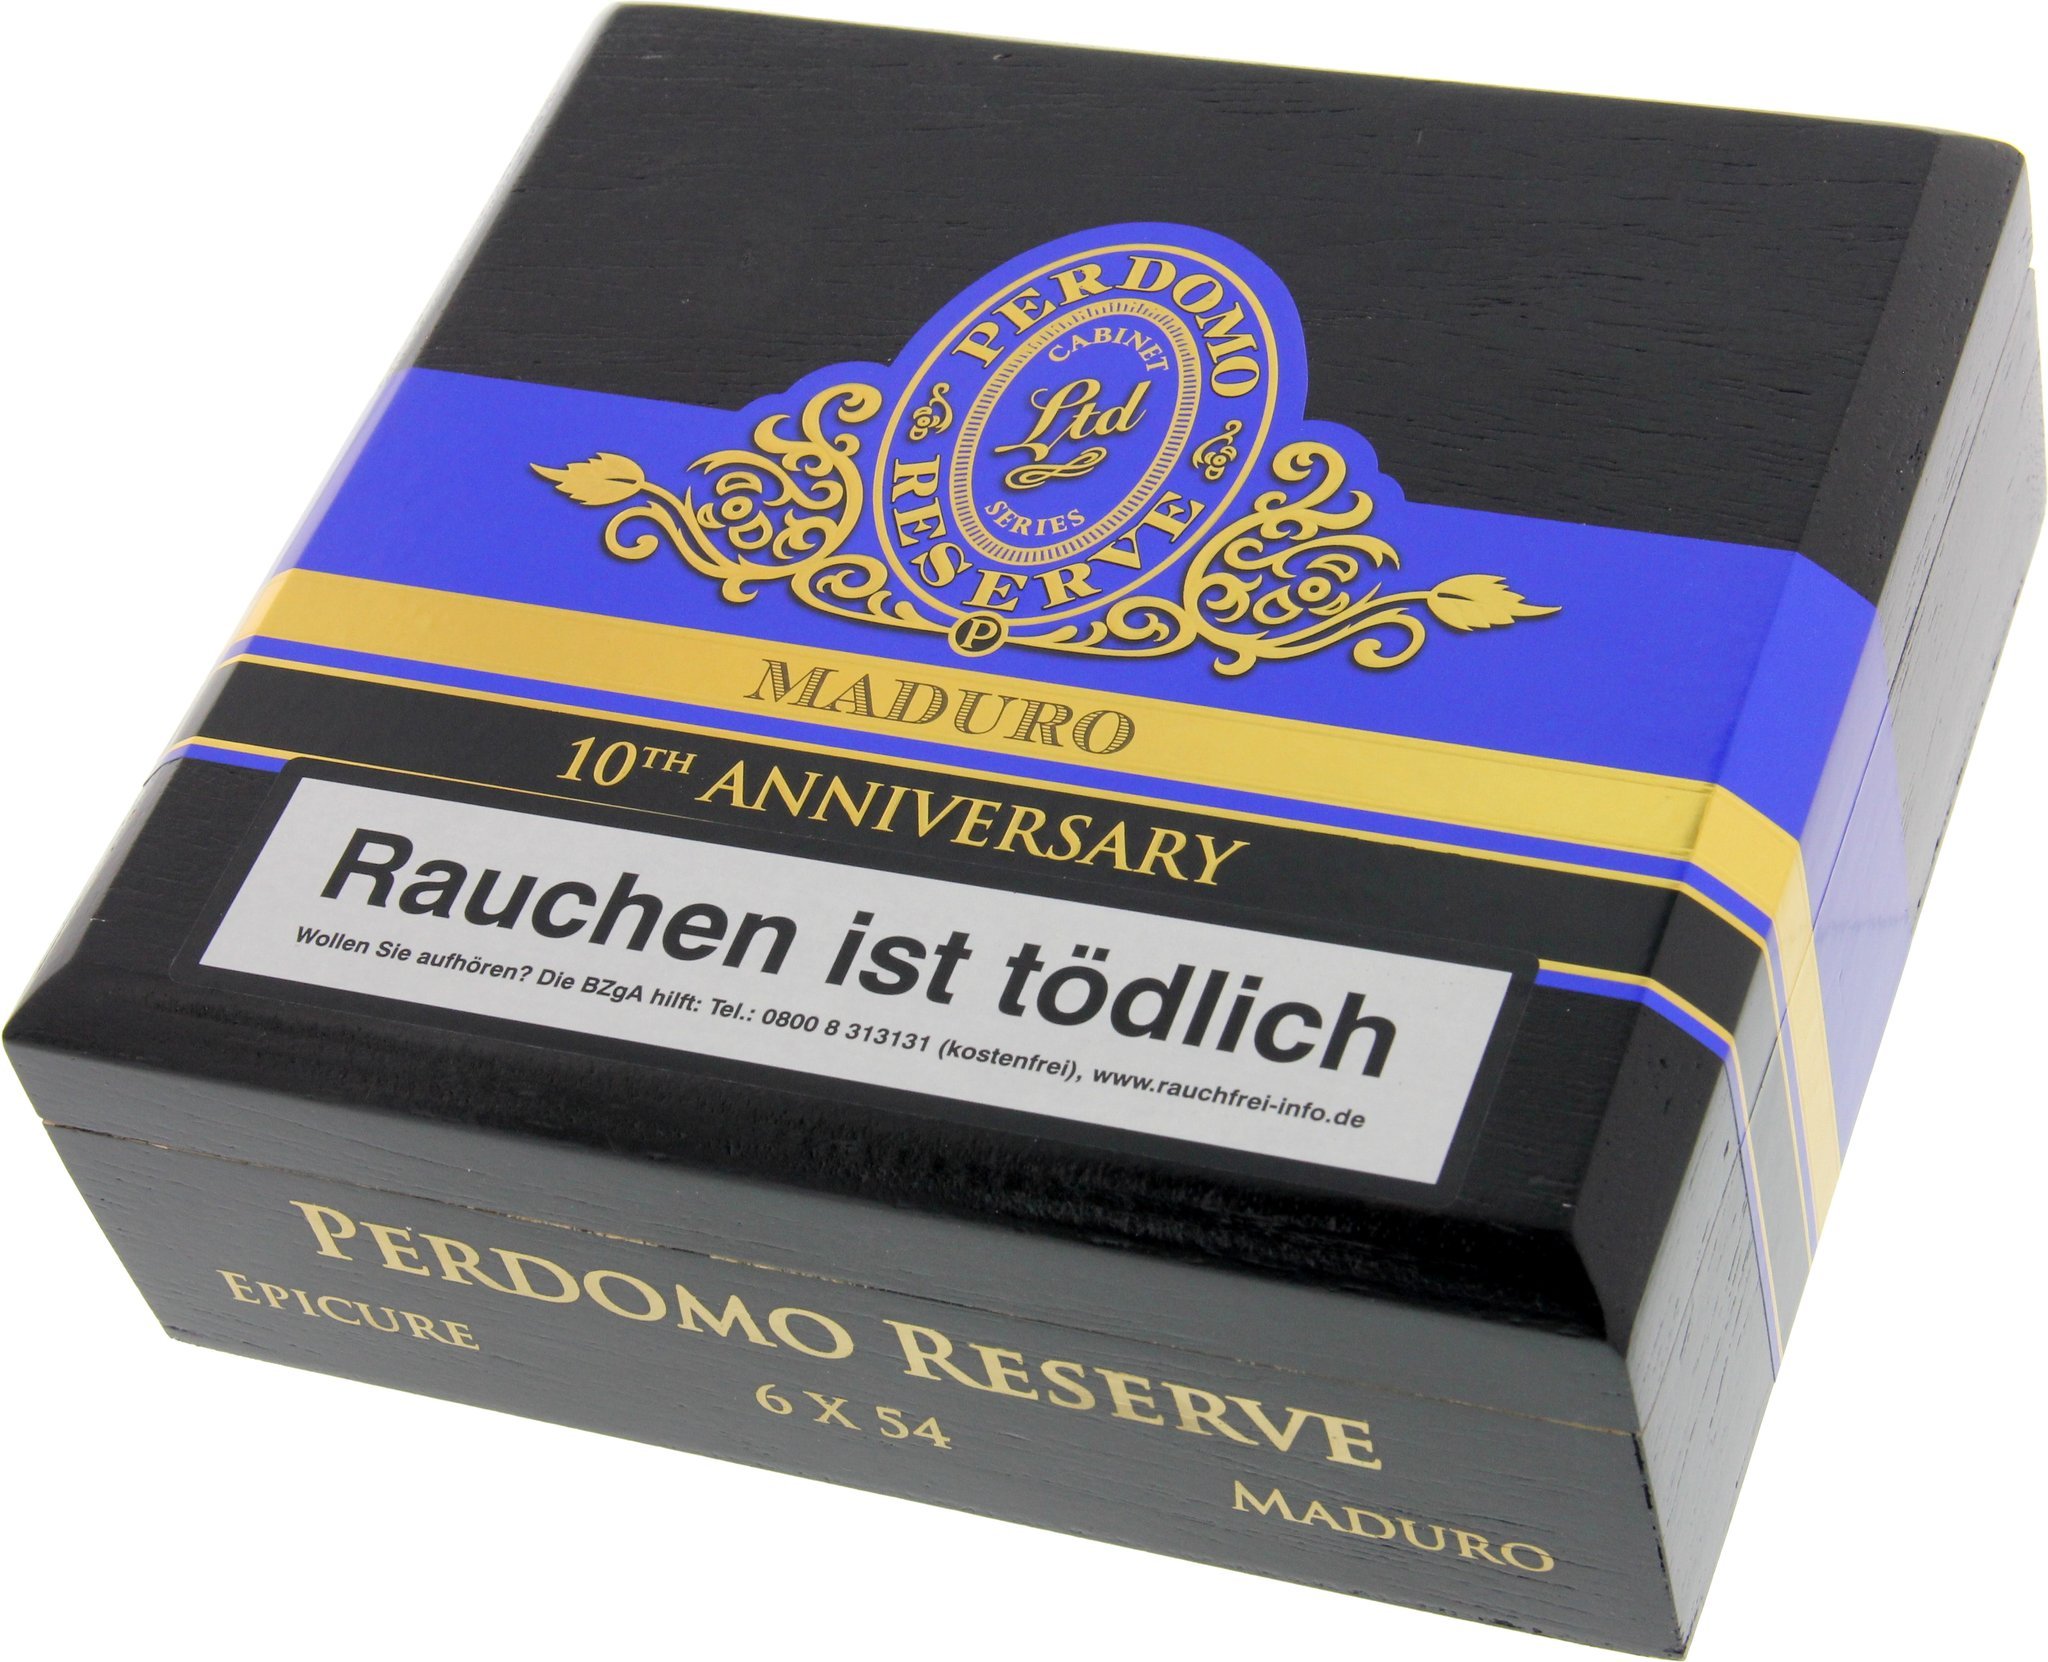 PERDOMO
CABINET
Ltd
SERIES
RESERVE
P
MADURO
10TH ANNIVERSARY
Rauchen ist tödlich
Wollen Sie aufhören? Die BZgA hilft: Tel.: 0800 8 313131 (kostenfrei), www.rauchfrei-info.de
PERDOMO RESERVE
EPICURE
6 X 54
MADURO